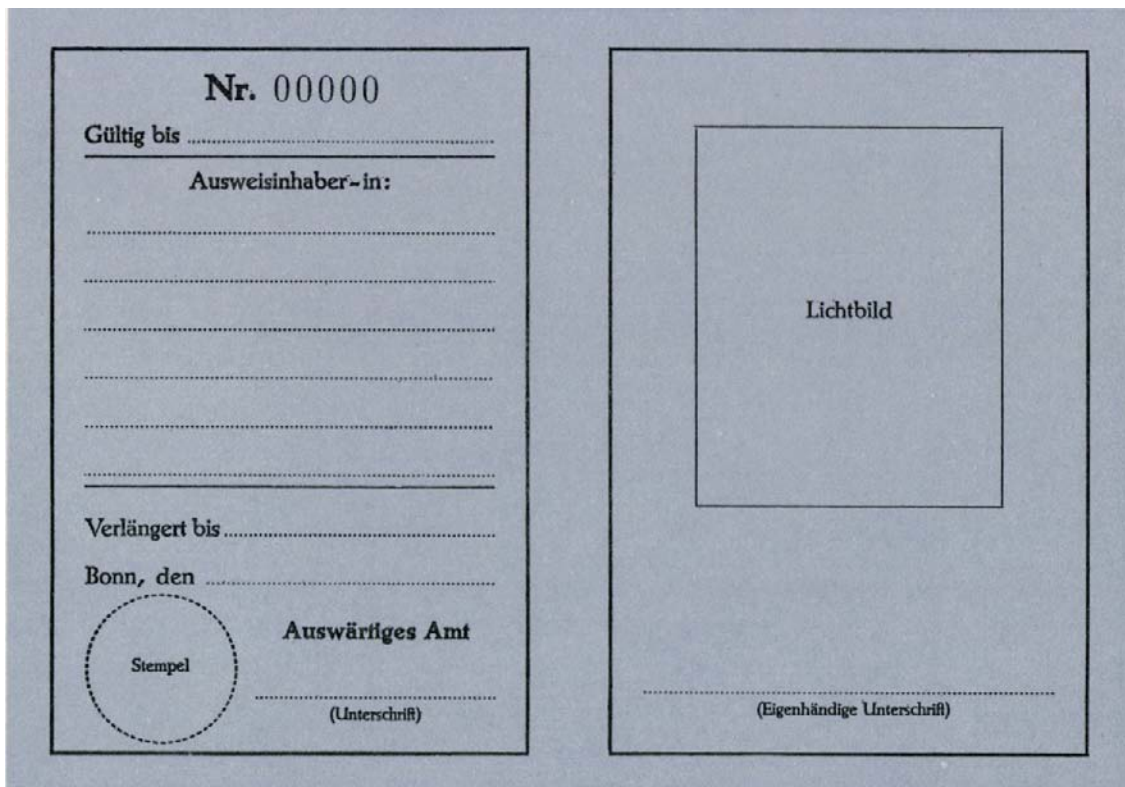 Nr. 00000
Gültig bis
Ausweisinhaber-in:
Verlängert bis
Bonn, den
Auswärtiges Amt
Stempel
(Unterschrift)
Lichtbild
(Eigenhändige Unterschrift)